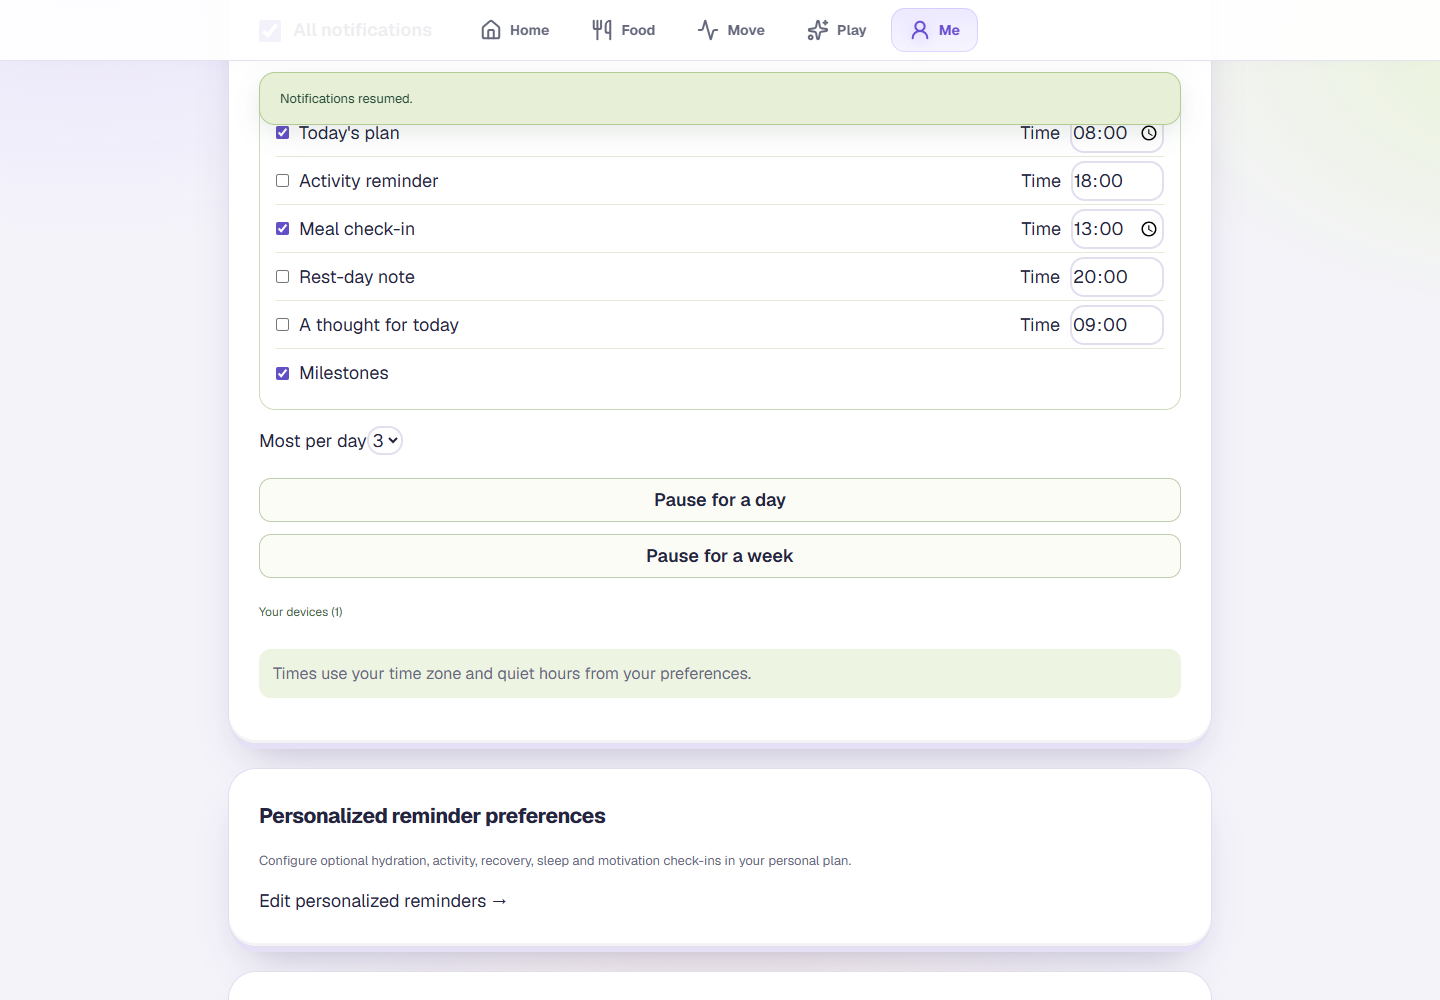 All notifications
Home Food Move Play Me
Notifications resumed.
Today's plan Time 08:00
Activity reminder Time 18:00
Meal check-in Time 13:00
Rest-day note Time 20:00
A thought for today Time 09:00
Milestones
Most per day 3
Pause for a day
Pause for a week
Your devices (1)
Times use your time zone and quiet hours from your preferences.
Personalized reminder preferences
Configure optional hydration, activity, recovery, sleep and motivation check-ins in your personal plan.
Edit personalized reminders →